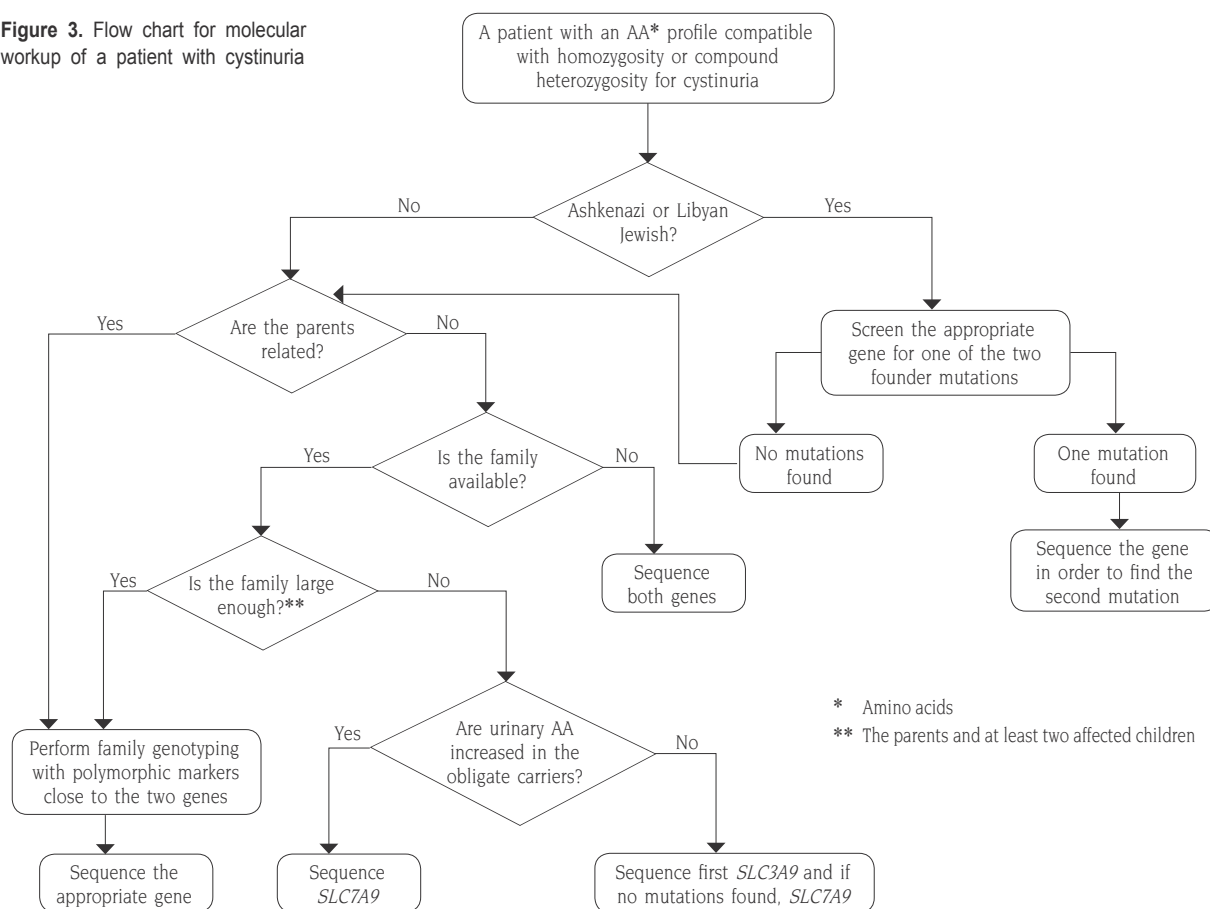 Figure 3. Flow chart for molecular
workup of a patient with cystinuria
A patient with an AA* profile compatible
with homozygosity or compound
heterozygosity for cystinuria
No
Ashkenazi or Libyan
Jewish?
Yes
Yes
Are the parents
related?
No
Screen the appropriate
gene for one of the two
founder mutations
No mutations
found
One mutation
found
Yes
Is the family
available?
No
Sequence the gene
in order to find the
second mutation
Sequence
both genes
Yes
Is the family large
enough?**
No
* Amino acids
** The parents and at least two affected children
Yes
Are urinary AA
increased in the
obligate carriers?
No
Perform family genotyping
with polymorphic markers
close to the two genes
Sequence the
appropriate gene
Sequence
SLC7A9
Sequence first SLC3A9 and if
no mutations found, SLC7A9